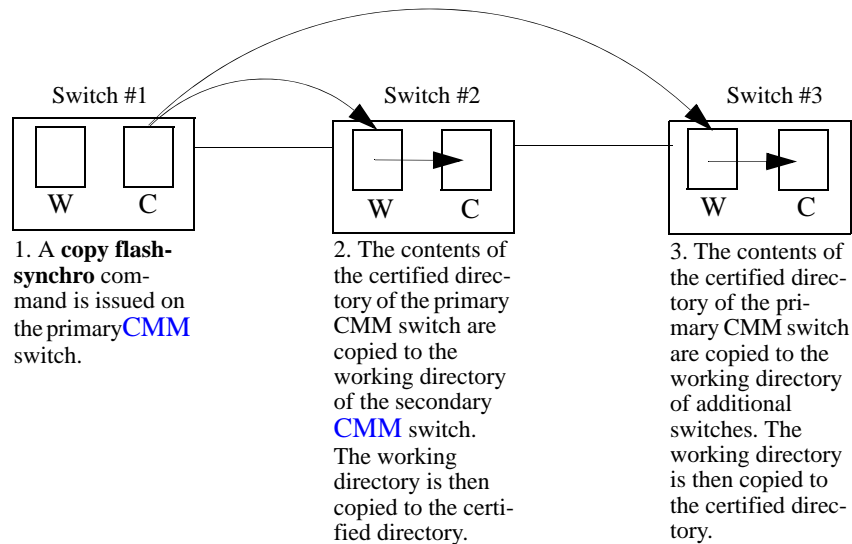 Switch #1
Switch #2
Switch #3
W
C
W
C
W
C
1. A copy flash-
synchro com-
mand is issued on
the primary CMM
switch.
2. The contents of
the certified direc-
tory of the primary
CMM switch are
copied to the
working directory
of the secondary
CMM switch.
The working
directory is then
copied to the certi-
fied directory.
3. The contents of
the certified direc-
tory of the pri-
mary CMM switch
are copied to the
working directory
of additional
switches. The
working directory
is then copied to
the certified direc-
tory.